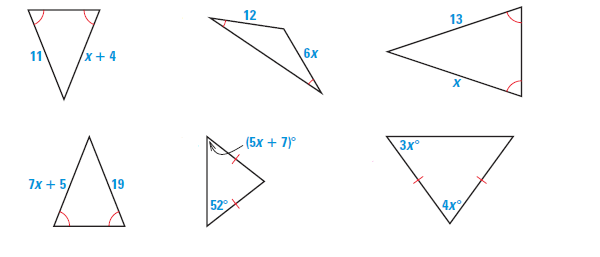 11
x + 4
12
6x
13
x
7x + 5
19
(5x + 7)°
52°
3x°
4x°